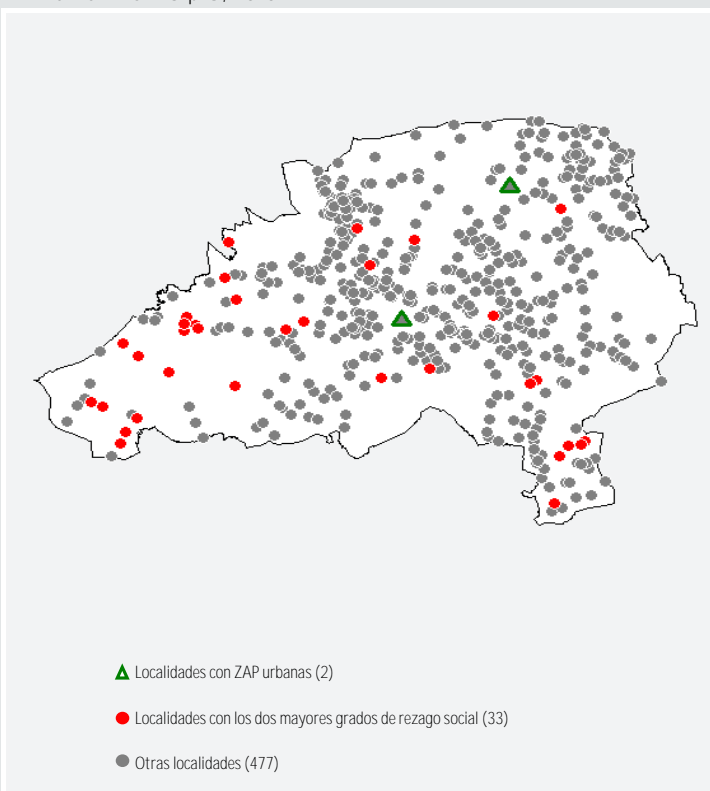 Localidades con ZAP urbanas (2)
Localidades con los dos mayores grados de rezago social (33)
Otras localidades (477)